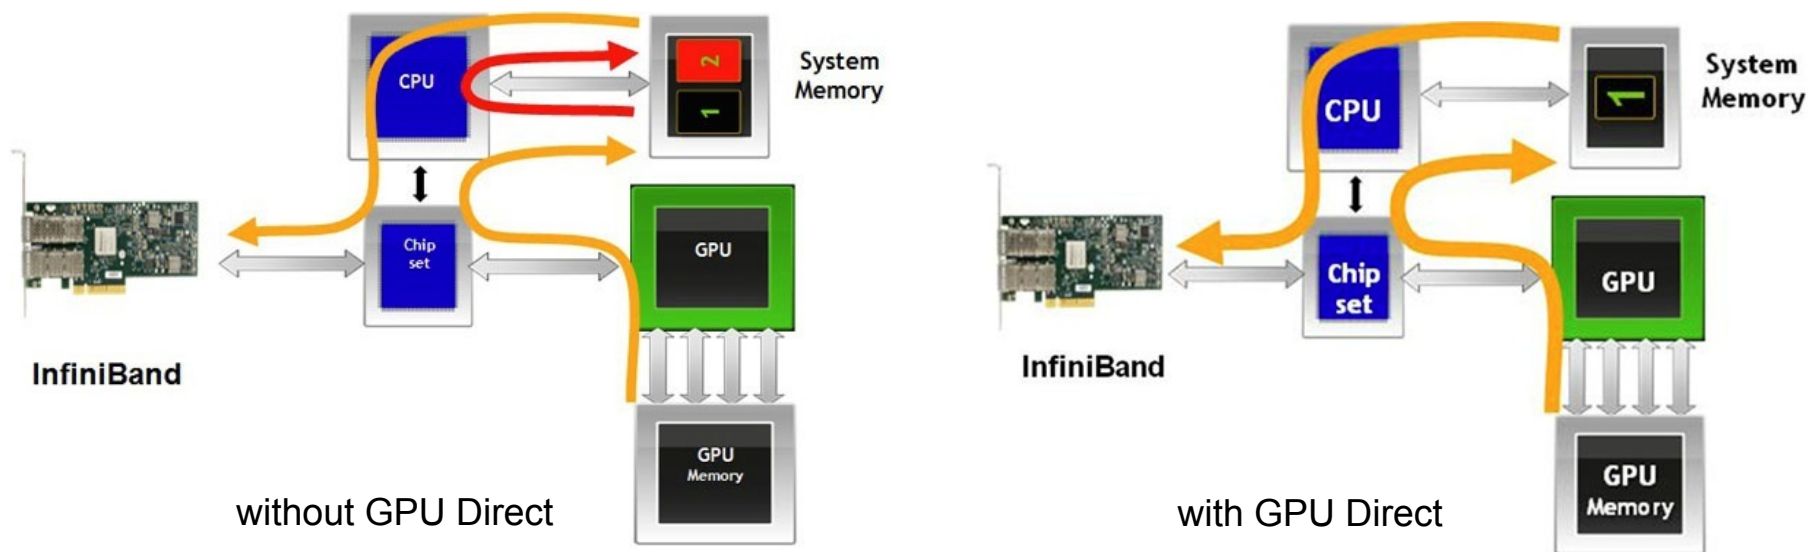 CPU
2
1
System
Memory
Chip
set
GPU
InfiniBand
GPU
Memory
without GPU Direct
CPU
1
System
Memory
Chip
set
GPU
InfiniBand
GPU
Memory
with GPU Direct